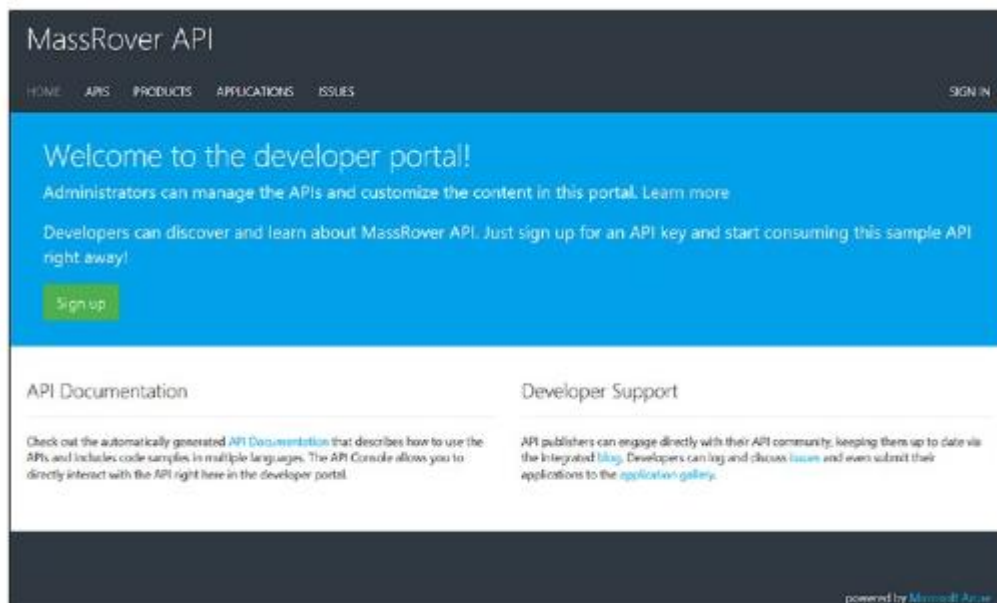 MassRover API
HOME APIS PRODUCTS APPLICATIONS ISSUES SIGN IN
Welcome to the developer portal!
Administrators can manage the APIs and customize the content in this portal. Learn more
Developers can discover and learn about MassRover API. Just sign up for an API key and start consuming this sample API
right away!
Sign up
API Documentation
Check out the automatically generated API Documentation that describes how to use the
APIs and includes code samples in multiple languages. The API Console allows you to
directly interact with the API right here in the developer portal.
Developer Support
API publishers can engage directly with their API community, keeping them up to date via
the integrated blog. Developers can log and discuss issues and even submit their
applications to the application gallery.
powered by Microsoft Azure